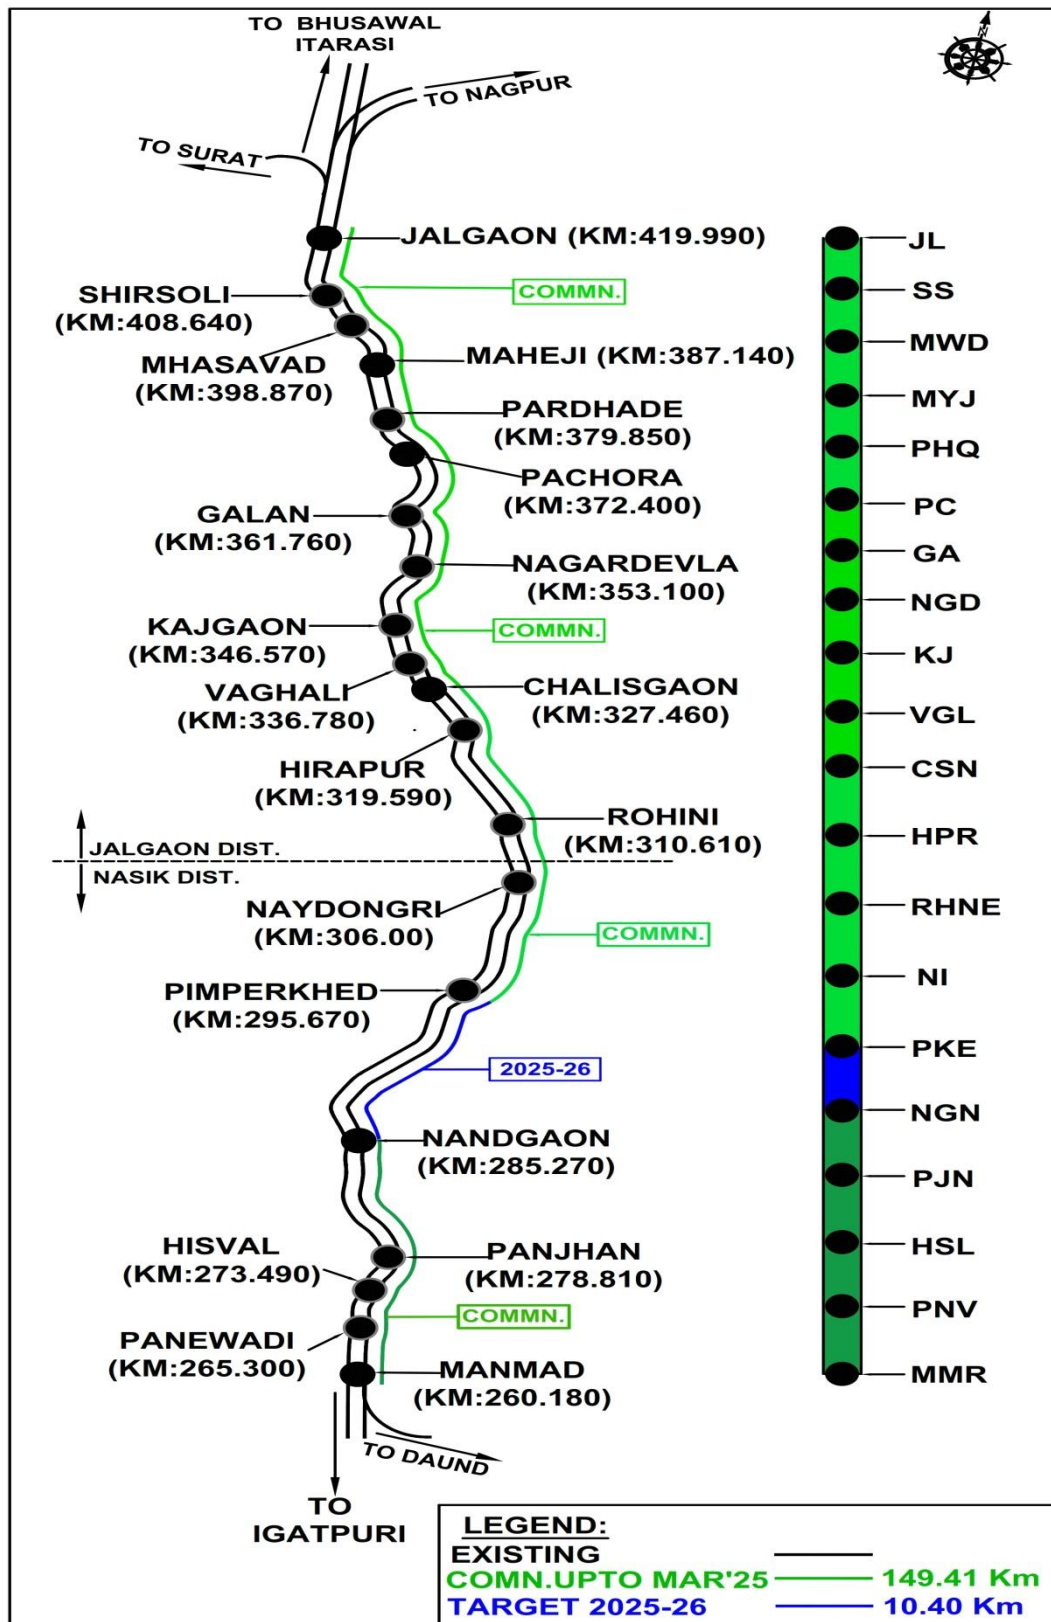 TO BHUSAWAL
ITARASI
N
TO NAGPUR
TO SURAT
JALGAON (KM:419.990)
COMMN.
SHIRSOLI
(KM:408.640)
MHASAVAD
(KM:398.870)
MAHEJI (KM:387.140)
PARDHADE
(KM:379.850)
PACHORA
(KM:372.400)
GALAN
(KM:361.760)
NAGARDEVLA
(KM:353.100)
KAJGAON
(KM:346.570)
COMMN.
VAGHALI
(KM:336.780)
CHALISGAON
(KM:327.460)
HIRAPUR
(KM:319.590)
ROHINI
(KM:310.610)
JALGAON DIST.
NASIK DIST.
NAYDONGRI
(KM:306.00)
COMMN.
PIMPERKHED
(KM:295.670)
2025-26
NANDGAON
(KM:285.270)
HISVAL
(KM:273.490)
PANJHAN
(KM:278.810)
COMMN.
PANEWADI
(KM:265.300)
MANMAD
(KM:260.180)
TO DAUND
TO
IGATPURI
JL
SS
MWD
MYJ
PHQ
PC
GA
NGD
KJ
VGL
CSN
HPR
RHNE
NI
PKE
NGN
PJN
HSL
PNV
MMR
LEGEND:
EXISTING
COMN.UPTO MAR'25 149.41 Km
TARGET 2025-26 10.40 Km